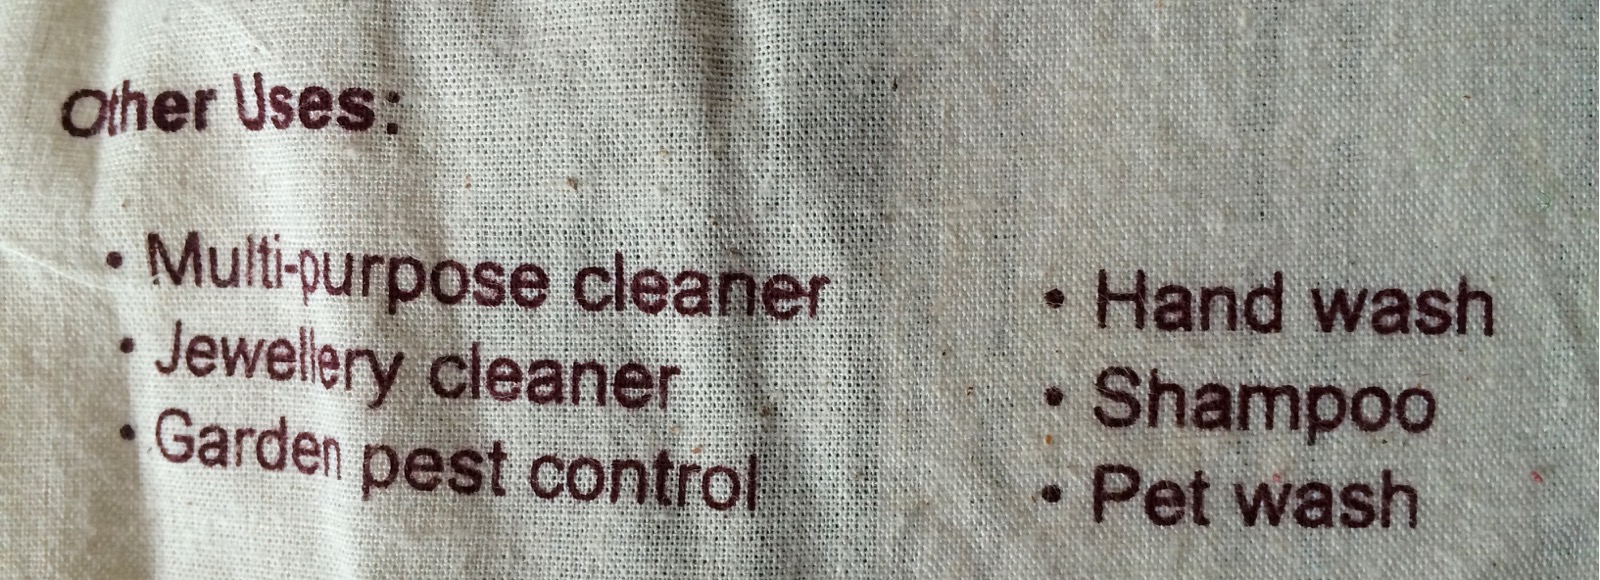 Other Uses:
• Multi-purpose cleaner
• Jewellery cleaner
• Garden pest control
• Hand wash
• Shampoo
• Pet wash